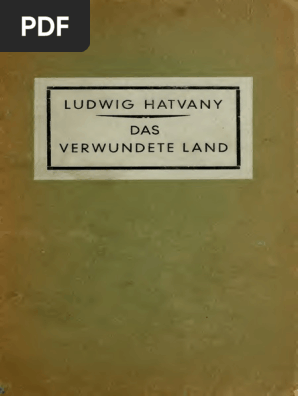 PDF
LUDWIG HATVANY
DAS
VERWUNDETE LAND